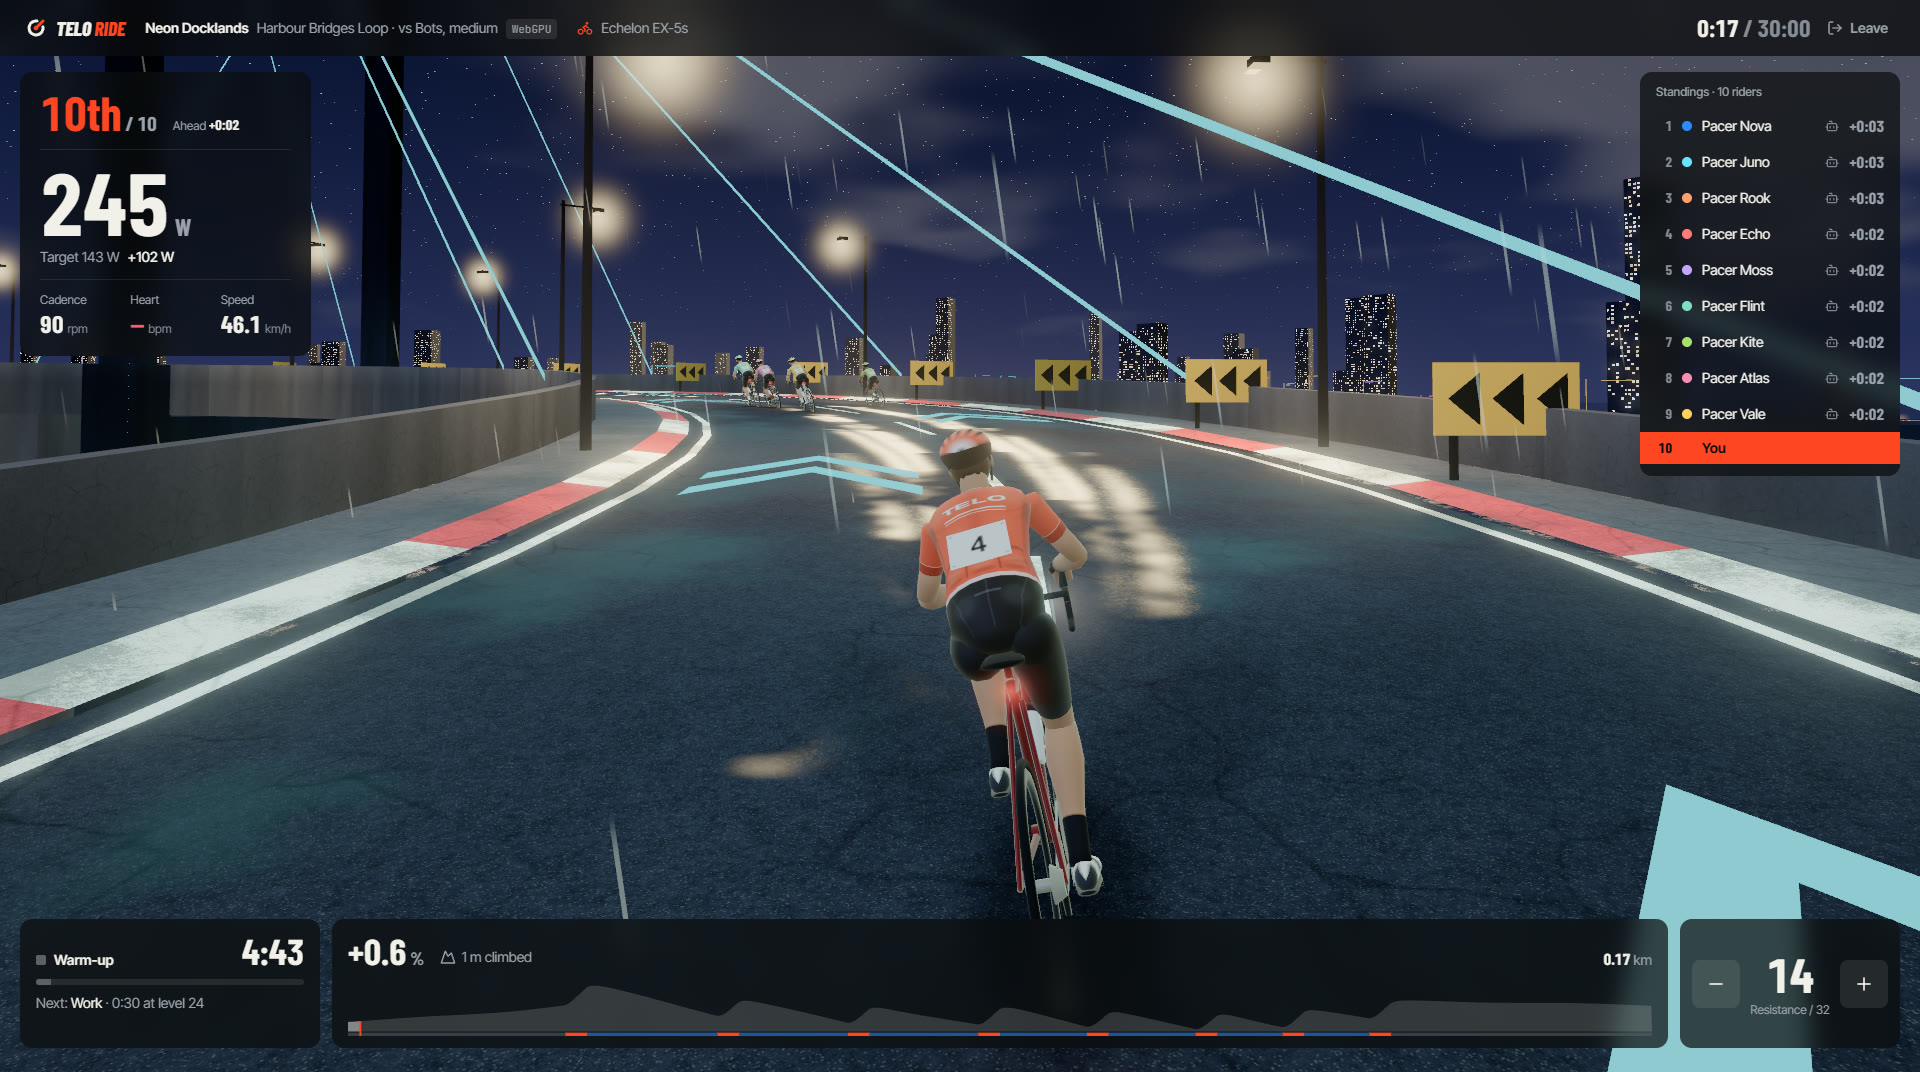 TELO RIDE Neon Docklands Harbour Bridges Loop · vs Bots, medium WebGPU Echelon EX-5s 0:17 / 30:00 Leave
10th / 10 Ahead +0:02
245 W
Target 143 W +102 W
Cadence Heart Speed
90 rpm — bpm 46.1 km/h
Standings · 10 riders
1 Pacer Nova +0:03
2 Pacer Juno +0:03
3 Pacer Rook +0:03
4 Pacer Echo +0:02
5 Pacer Moss +0:02
6 Pacer Flint +0:02
7 Pacer Kite +0:02
8 Pacer Atlas +0:02
9 Pacer Vale +0:02
10 You
TELO
4
Warm-up 4:43
Next: Work · 0:30 at level 24
+0.6 % 1 m climbed 0.17 km
− 14 +
Resistance / 32